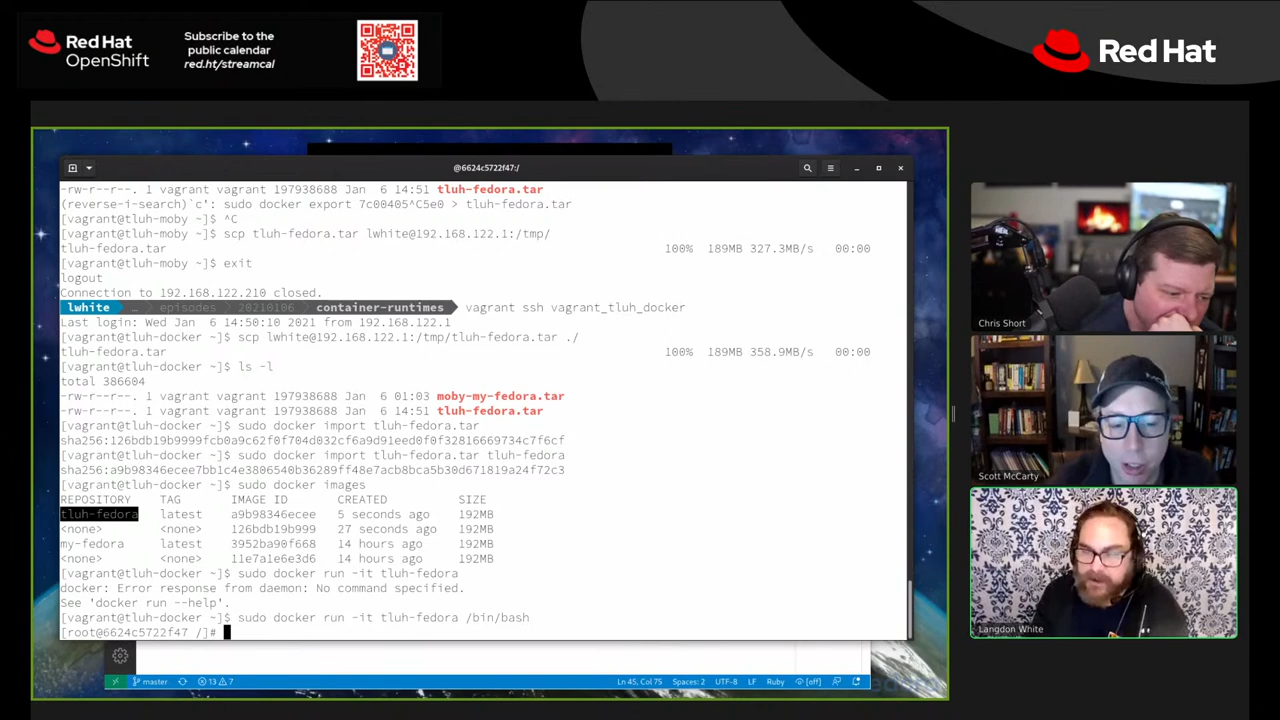 Red Hat
OpenShift
Subscribe to the
public calendar
red.ht/streamcal
Red Hat
@6624c5722f47:/
-rw-r--r--. 1 vagrant vagrant 197938688 Jan  6 14:51 tluh-fedora.tar
(reverse-i-search)`c': sudo docker export 7c00405^C5e0 > tluh-fedora.tar
[vagrant@tluh-moby ~]$ ^C
[vagrant@tluh-moby ~]$ scp tluh-fedora.tar lwhite@192.168.122.1:/tmp/
tluh-fedora.tar 100% 189MB 327.3MB/s 00:00
[vagrant@tluh-moby ~]$ exit
logout
Connection to 192.168.122.210 closed.
lwhite … episodes 20210106 container-runtimes vagrant ssh vagrant_tluh_docker
Last login: Wed Jan  6 14:50:10 2021 from 192.168.122.1
[vagrant@tluh-docker ~]$ scp lwhite@192.168.122.1:/tmp/tluh-fedora.tar ./
tluh-fedora.tar 100% 189MB 358.9MB/s 00:00
[vagrant@tluh-docker ~]$ ls -l
total 386604
-rw-r--r--. 1 vagrant vagrant 197938688 Jan  6 01:03 moby-my-fedora.tar
-rw-r--r--. 1 vagrant vagrant 197938688 Jan  6 14:51 tluh-fedora.tar
[vagrant@tluh-docker ~]$ sudo docker import tluh-fedora.tar
sha256:126bdb19b9999fcb0a9c62f0f704d032cf6a9d91eed0f0f32816669734c7f6cf
[vagrant@tluh-docker ~]$ sudo docker import tluh-fedora.tar tluh-fedora
sha256:a9b98346ecee7bb1c4e3806540b36289ff48e7acb8bca5b30d671819a24f72c3
[vagrant@tluh-docker ~]$ sudo docker images
REPOSITORY TAG IMAGE ID CREATED SIZE
tluh-fedora latest a9b98346ecee 5 seconds ago 192MB
<none> <none> 126bdb19b999 27 seconds ago 192MB
my-fedora latest 3952ba90f668 14 hours ago 192MB
<none> <none> 11e7a1e6e3d6 14 hours ago 192MB
[vagrant@tluh-docker ~]$ sudo docker run -it tluh-fedora
docker: Error response from daemon: No command specified.
See 'docker run --help'.
[vagrant@tluh-docker ~]$ sudo docker run -it tluh-fedora /bin/bash
[root@6624c5722f47 /]#
master 13 7 Ln 45, Col 75 Spaces: 2 UTF-8 LF Ruby [off]
Chris Short
Scott McCarty
Langdon White